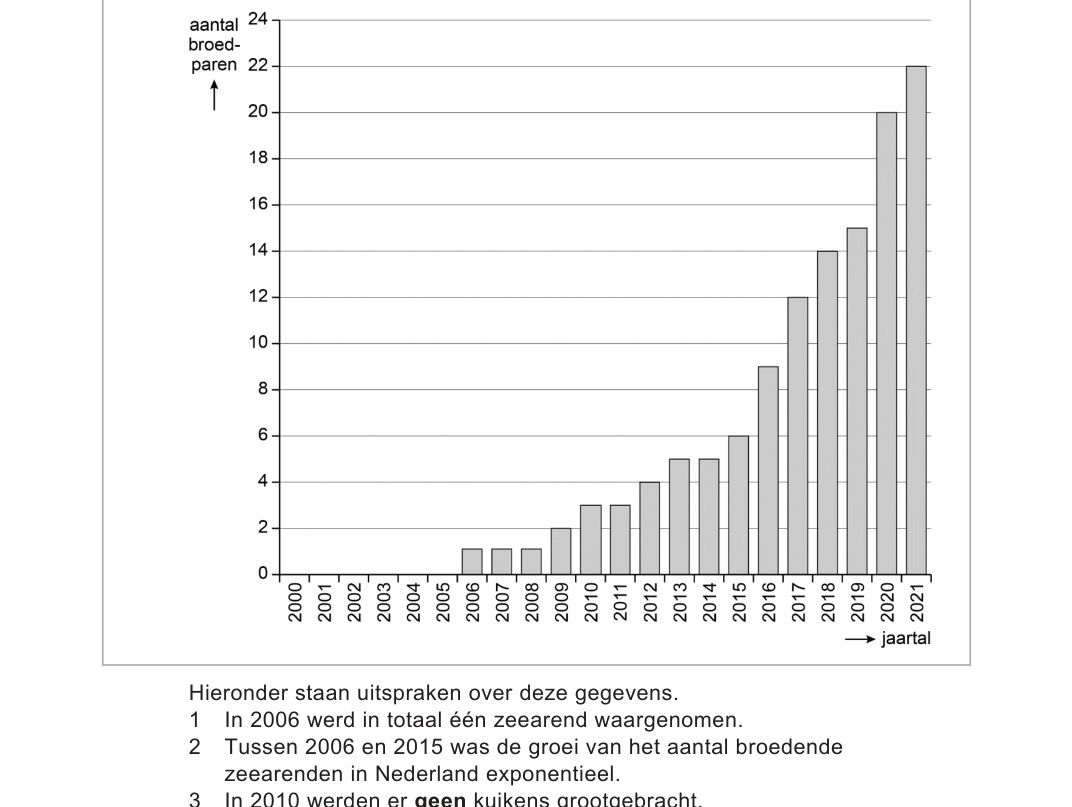 aantal
broed-
paren
24
22
20
18
16
14
12
10
8
6
4
2
0
2000 2001 2002 2003 2004 2005 2006 2007 2008 2009 2010 2011 2012 2013 2014 2015 2016 2017 2018 2019 2020 2021
jaartal
Hieronder staan uitspraken over deze gegevens.
1 In 2006 werd in totaal één zeearend waargenomen.
2 Tussen 2006 en 2015 was de groei van het aantal broedende
zeearenden in Nederland exponentieel.
3 In 2010 werden er geen kuikens grootgebracht.